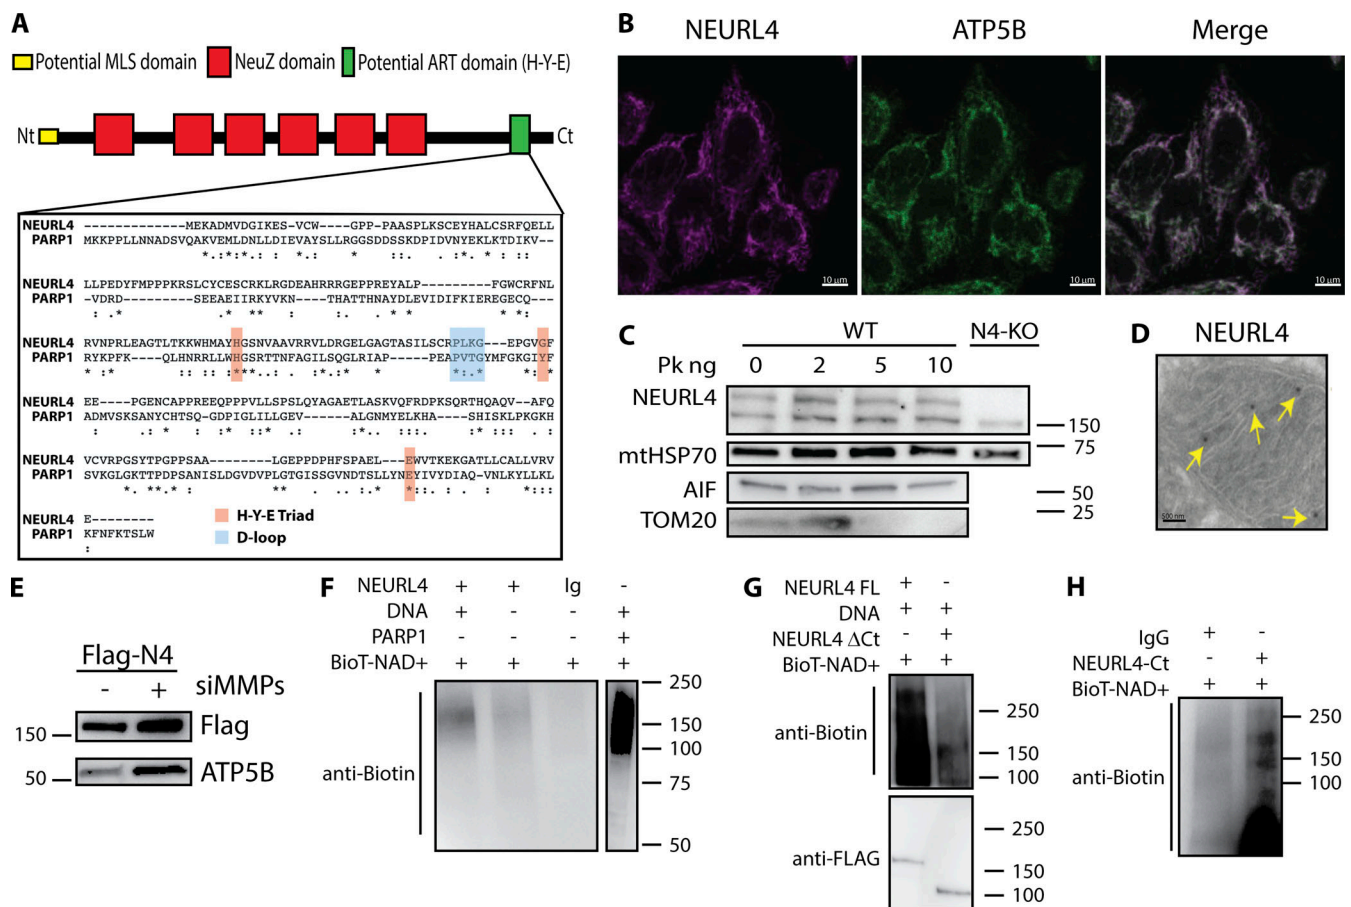 A
Potential MLS domain NeuZ domain Potential ART domain (H-Y-E)
Nt Ct
NEURL4 ----------------MEKADMVDGIKES-VCW----GPP-PAASPLKSCEYHALCSRFQELL
PARP1 MKKPPLLNNADSVQAKVEMLDNLLDIEVAYSLLRGGSDDSSKDPIDVNYEKLKTDIKV--
NEURL4 LLPEDYFMPPPKRSLCYCESCRKLRGDEAHRRRGEPPREYALP---------FGWCRFNL
PARP1 -VDRD------SEEAEIIRKYVKN----THATTHNAYDLEVIDIFKIEREGECQ---
NEURL4 RVNPRLEAGTLTKKWHMAYHGSNVAAVRRVLDRGELGAGTASILSCRPLKG---EPGVGF
PARP1 RYKPFK----QLHNRRLLWHGSRTTNFAGILSQGLRIAP-----PEAPVTGYMFGKGIYF
NEURL4 EE----PGENCAPPREEQPPPVLLSPSLQYAGAETLASKVQFRDPKSQRTHQAQV--AFQ
PARP1 ADMVSKSANYCHTSQGDPIGLILLGEV-----ALGNMYELKHA----SHISKLPKGKH
NEURL4 VCVRPGSYTPGPPSAA------LGEPPDPHFSPAEL---EWVTKEKGATLLCALLVRV
PARP1 SVKGLGKTTPDPSANISLDGVDVPLGTGISSGVNDTSLLYNEYIVYDIAQ-VNLKYLLKL
NEURL4 E---------
PARP1 KFNFKTSLW
H-Y-E Triad
D-loop
B
NEURL4 ATP5B Merge
10 µm 10 µm 10 µm
C
WT N4-KO
Pk ng 0 2 5 10
NEURL4
150
mtHSP70 75
AIF 50
TOM20 25
D
NEURL4
500 nm
E
Flag-N4
- + siMMPs
150 Flag
50 ATP5B
F
NEURL4 + + Ig -
DNA + - - +
PARP1 - - - +
BioT-NAD+ + + + +
anti-Biotin
250
150
100
75
50
G
NEURL4 FL + -
DNA + +
NEURL4 ΔCt - +
BioT-NAD+ + +
anti-Biotin
250
150
100
anti-FLAG
250
150
100
H
IgG + -
NEURL4-Ct - +
BioT-NAD+ + +
anti-Biotin
250
150
100